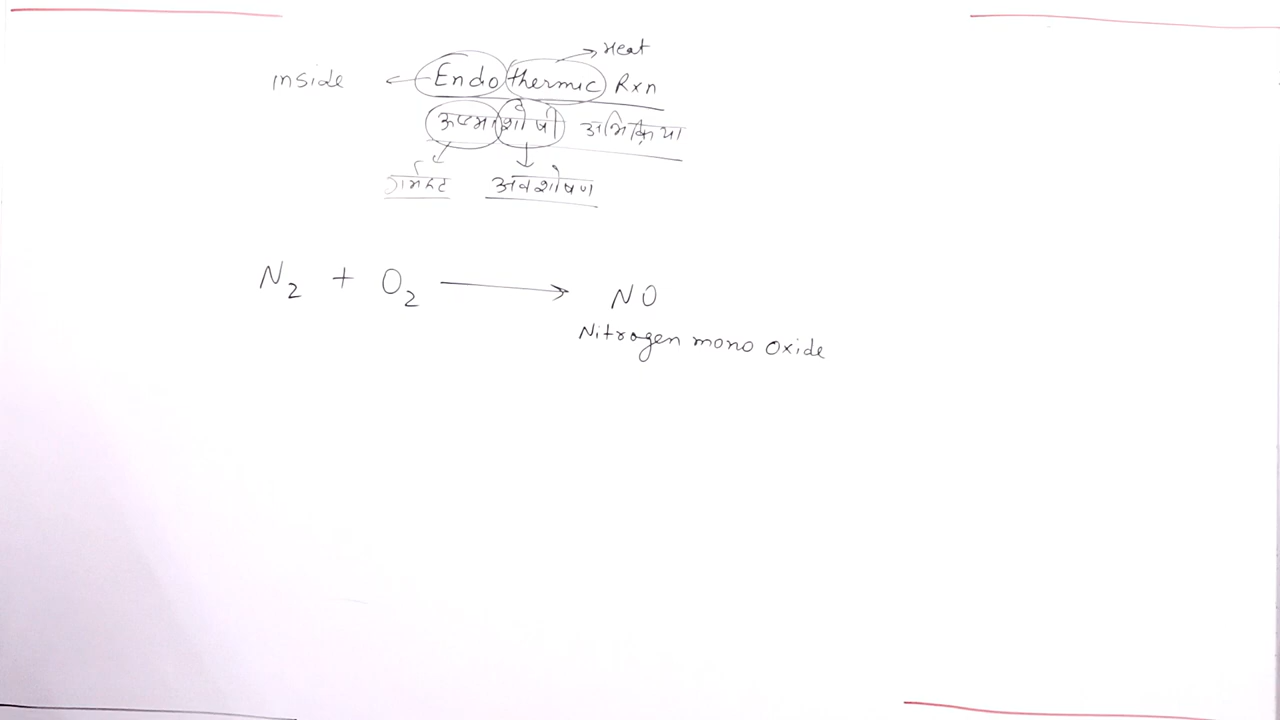 Heat
inside Endothermic Rxn
ऊष्माशोषी अभिक्रिया
अवशोषण
N2 + O2 → NO
Nitrogen mono Oxide